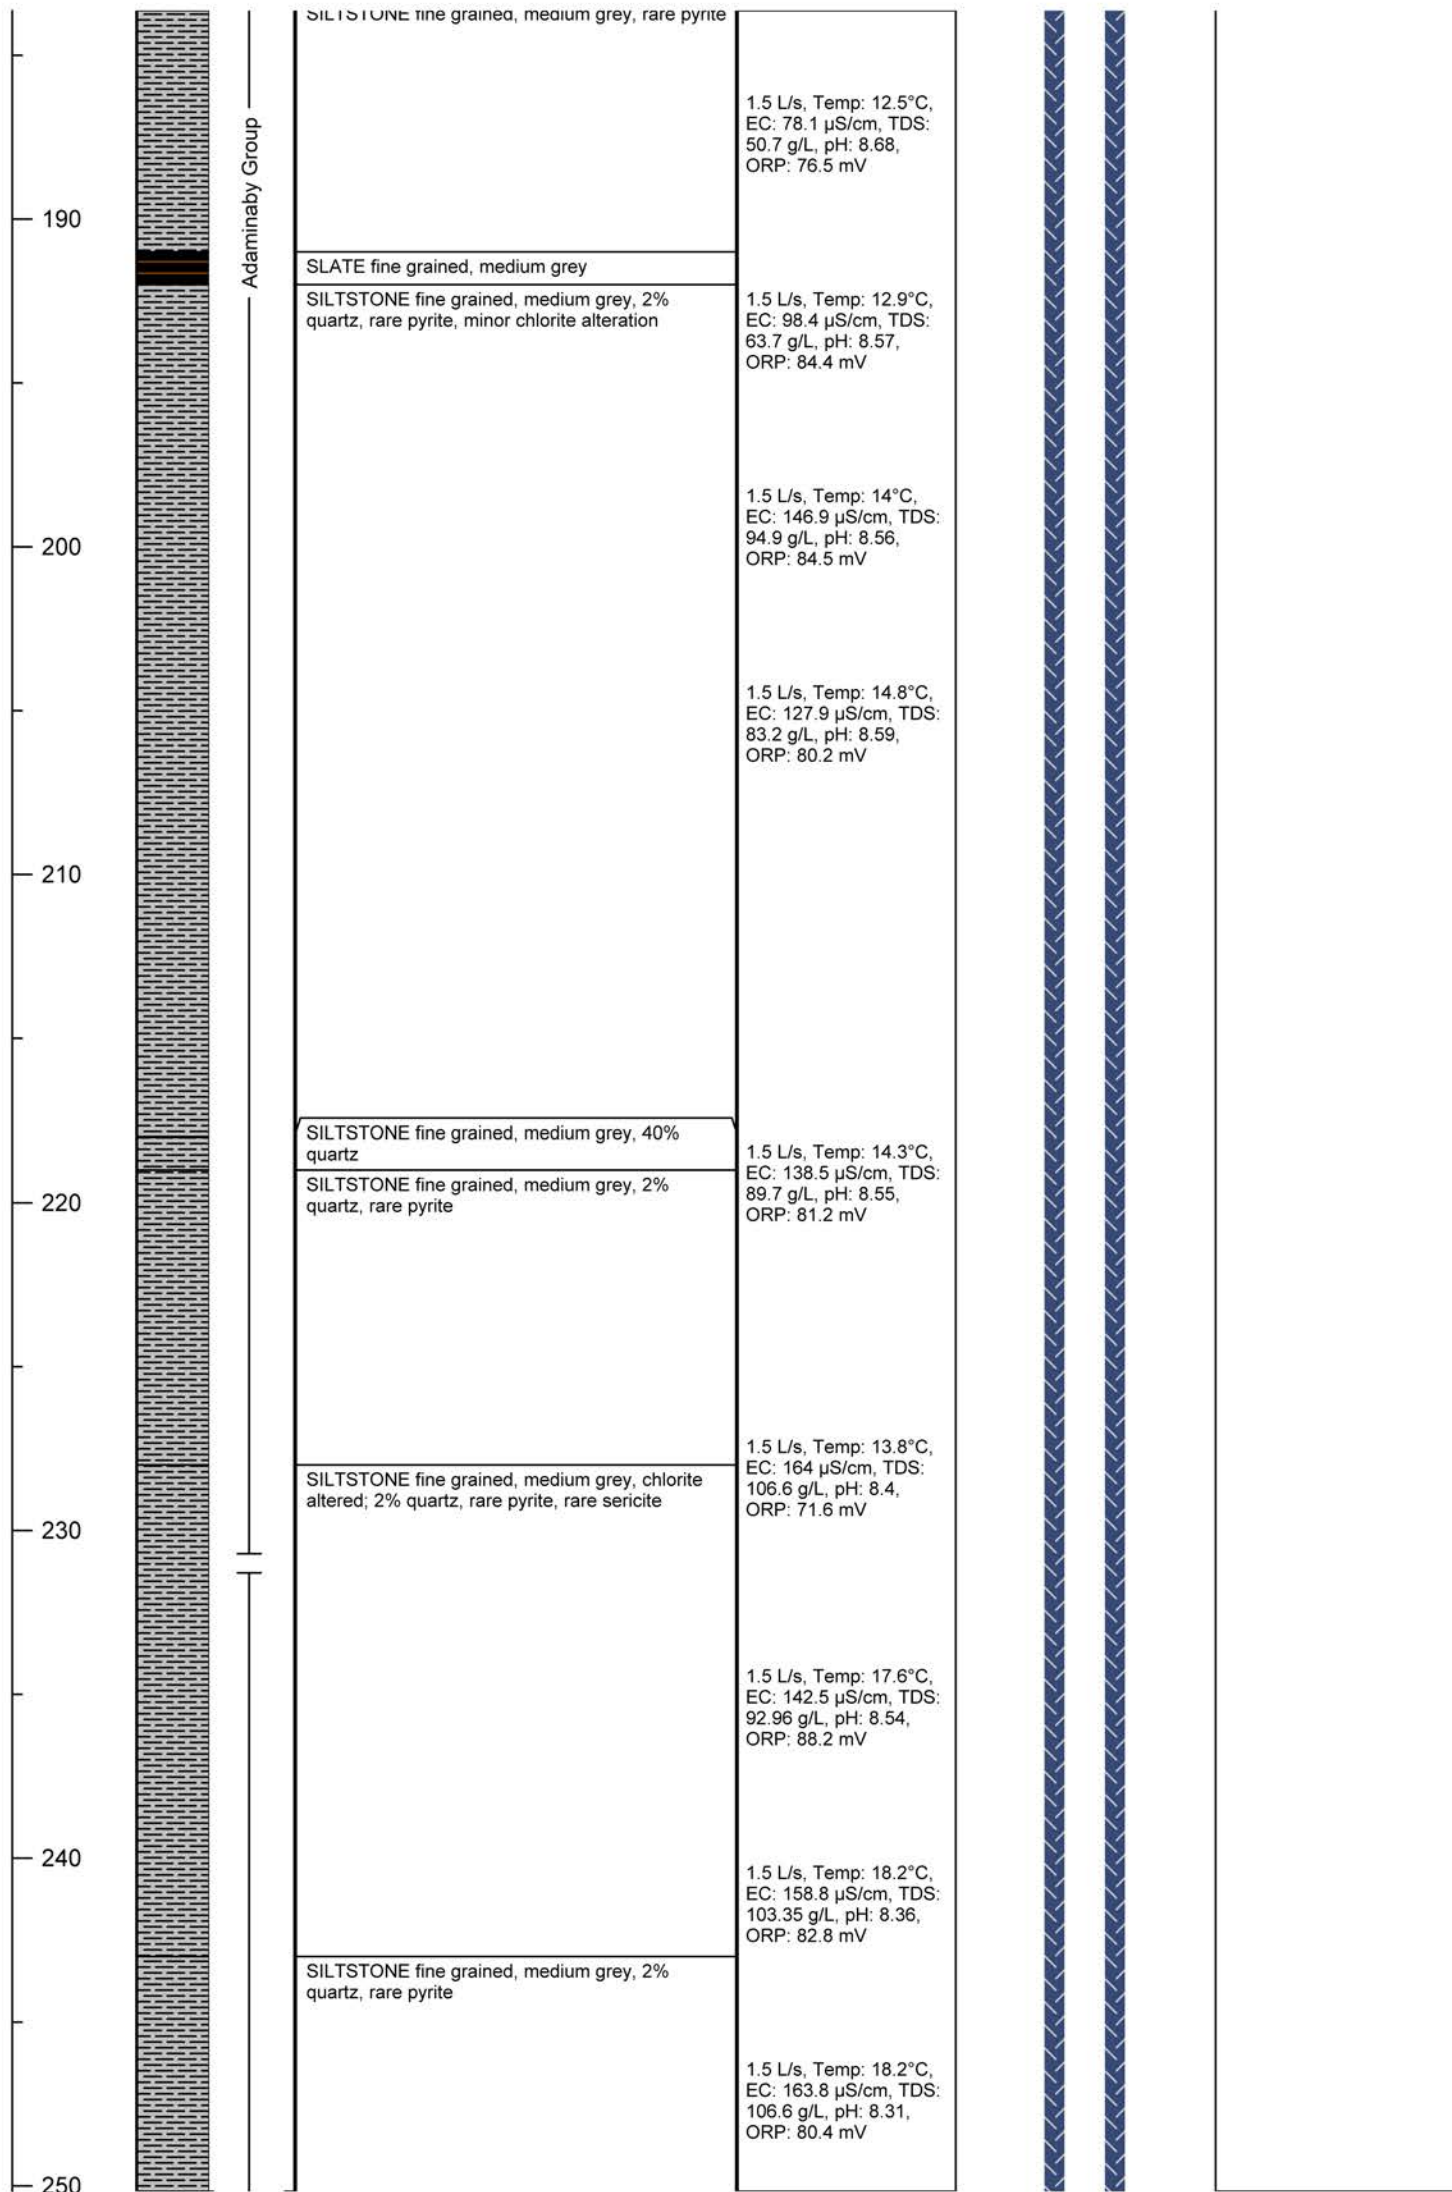 SILTSTONE fine grained, medium grey, rare pyrite
1.5 L/s, Temp: 12.5°C,
EC: 78.1 µS/cm, TDS:
50.7 g/L, pH: 8.68,
ORP: 76.5 mV
Adaminaby Group
190
SLATE fine grained, medium grey
SILTSTONE fine grained, medium grey, 2%
quartz, rare pyrite, minor chlorite alteration
1.5 L/s, Temp: 12.9°C,
EC: 98.4 µS/cm, TDS:
63.7 g/L, pH: 8.57,
ORP: 84.4 mV
1.5 L/s, Temp: 14°C,
EC: 146.9 µS/cm, TDS:
94.9 g/L, pH: 8.56,
ORP: 84.5 mV
200
1.5 L/s, Temp: 14.8°C,
EC: 127.9 µS/cm, TDS:
83.2 g/L, pH: 8.59,
ORP: 80.2 mV
210
SILTSTONE fine grained, medium grey, 40%
quartz
1.5 L/s, Temp: 14.3°C,
EC: 138.5 µS/cm, TDS:
89.7 g/L, pH: 8.55,
ORP: 81.2 mV
SILTSTONE fine grained, medium grey, 2%
quartz, rare pyrite
220
1.5 L/s, Temp: 13.8°C,
EC: 164 µS/cm, TDS:
106.6 g/L, pH: 8.4,
ORP: 71.6 mV
SILTSTONE fine grained, medium grey, chlorite
altered; 2% quartz, rare pyrite, rare sericite
230
1.5 L/s, Temp: 17.6°C,
EC: 142.5 µS/cm, TDS:
92.96 g/L, pH: 8.54,
ORP: 88.2 mV
240
1.5 L/s, Temp: 18.2°C,
EC: 158.8 µS/cm, TDS:
103.35 g/L, pH: 8.36,
ORP: 82.8 mV
SILTSTONE fine grained, medium grey, 2%
quartz, rare pyrite
1.5 L/s, Temp: 18.2°C,
EC: 163.8 µS/cm, TDS:
106.6 g/L, pH: 8.31,
ORP: 80.4 mV
250